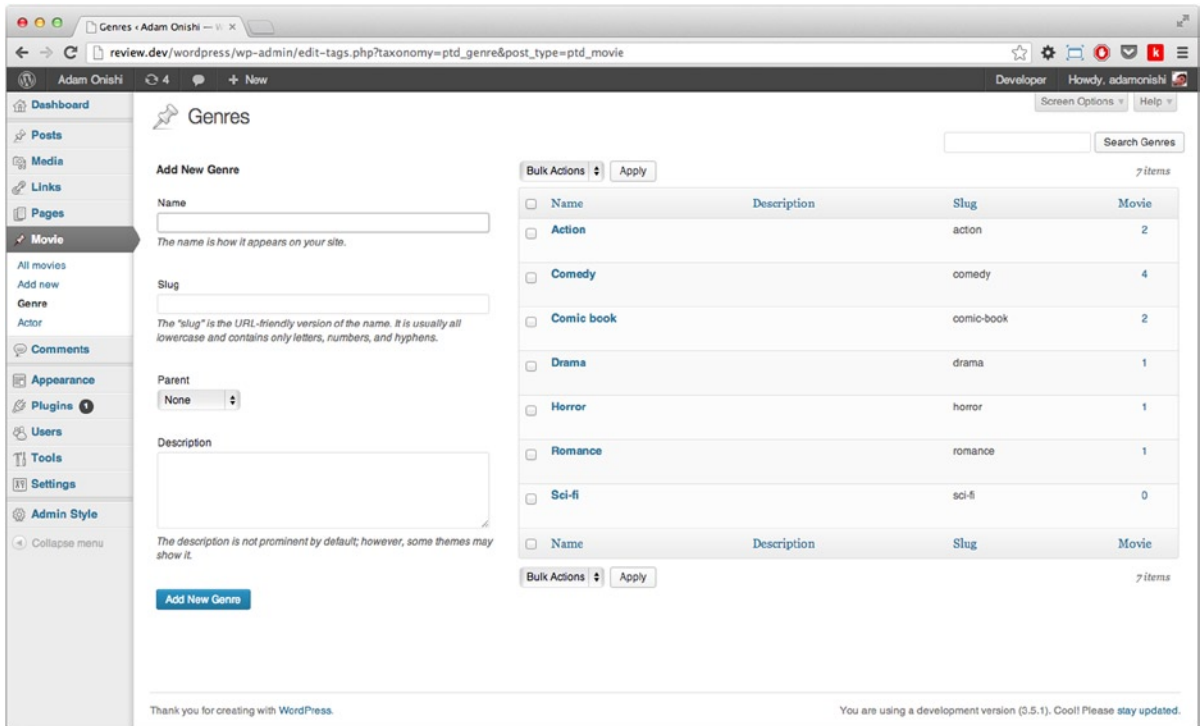 Genres ‹ Adam Onishi — W
review.dev/wordpress/wp-admin/edit-tags.php?taxonomy=ptd_genre&post_type=ptd_movie
Adam Onishi 4 + New Developer Howdy, adamonishi
Screen Options Help
Dashboard
Posts
Media
Links
Pages
Movie
All movies
Add new
Genre
Actor
Comments
Appearance
Plugins 1
Users
Tools
Settings
Admin Style
Collapse menu
Genres
Search Genres
Add New Genre
Name
The name is how it appears on your site.
Slug
The "slug" is the URL-friendly version of the name. It is usually all
lowercase and contains only letters, numbers, and hyphens.
Parent
None
Description
The description is not prominent by default; however, some themes may
show it.
Add New Genre
Bulk Actions Apply 7 items
Name Description Slug Movie
Action action 2
Comedy comedy 4
Comic book comic-book 2
Drama drama 1
Horror horror 1
Romance romance 1
Sci-fi sci-fi 0
Name Description Slug Movie
Bulk Actions Apply 7 items
Thank you for creating with WordPress. You are using a development version (3.5.1). Cool! Please stay updated.